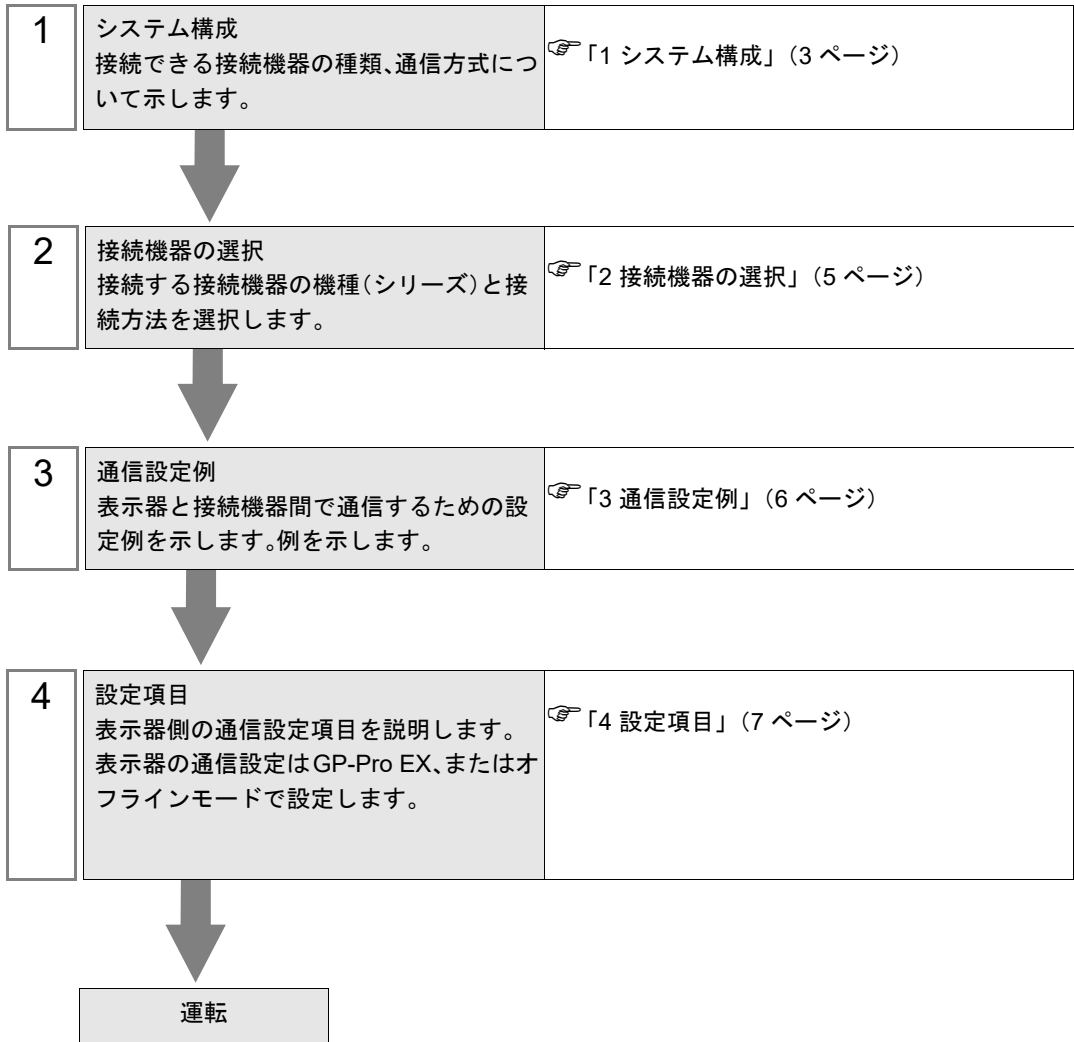 1
システム構成
接続できる接続機器の種類、通信方式につ
いて示します。
☞「1 システム構成」（3 ページ）
2
接続機器の選択
接続する接続機器の機種（シリーズ）と接
続方法を選択します。
☞「2 接続機器の選択」（5 ページ）
3
通信設定例
表示器と接続機器間で通信するための設
定例を示します。例を示します。
☞「3 通信設定例」（6 ページ）
4
設定項目
表示器側の通信設定項目を説明します。
表示器の通信設定はGP-Pro EX、またはオ
フラインモードで設定します。
☞「4 設定項目」（7 ページ）
運転